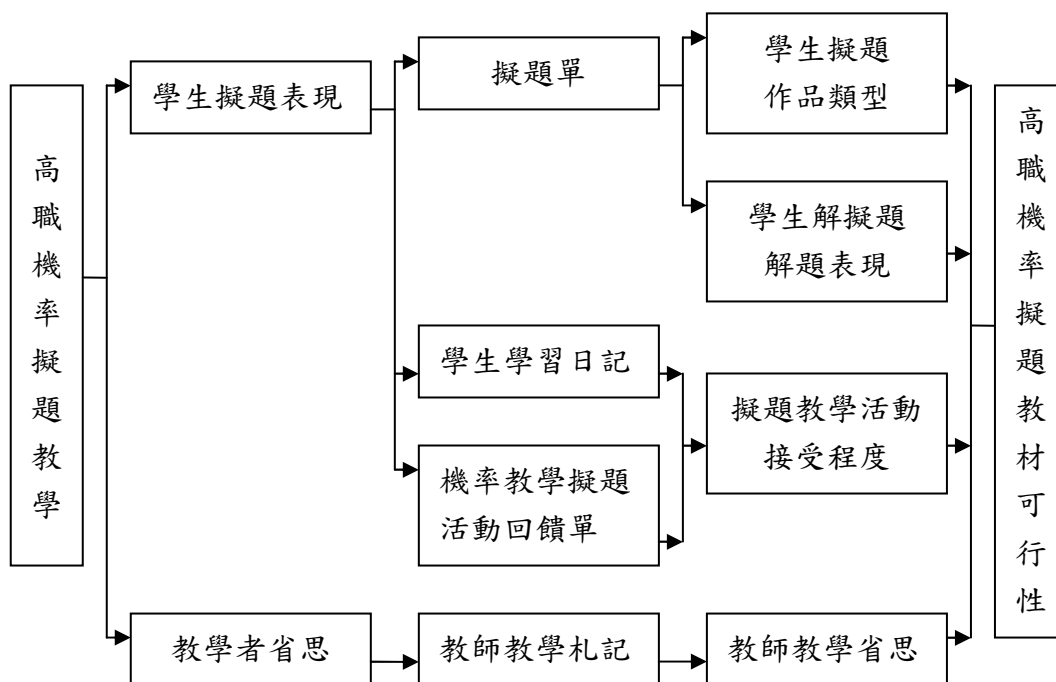 高職機率擬題教學
學生擬題表現
擬題單
學生擬題
作品類型
學生解擬題
解題表現
學生學習日記
機率教學擬題
活動回饋單
擬題教學活動
接受程度
教學者省思
教師教學札記
教師教學省思
高職機率擬題教材可行性